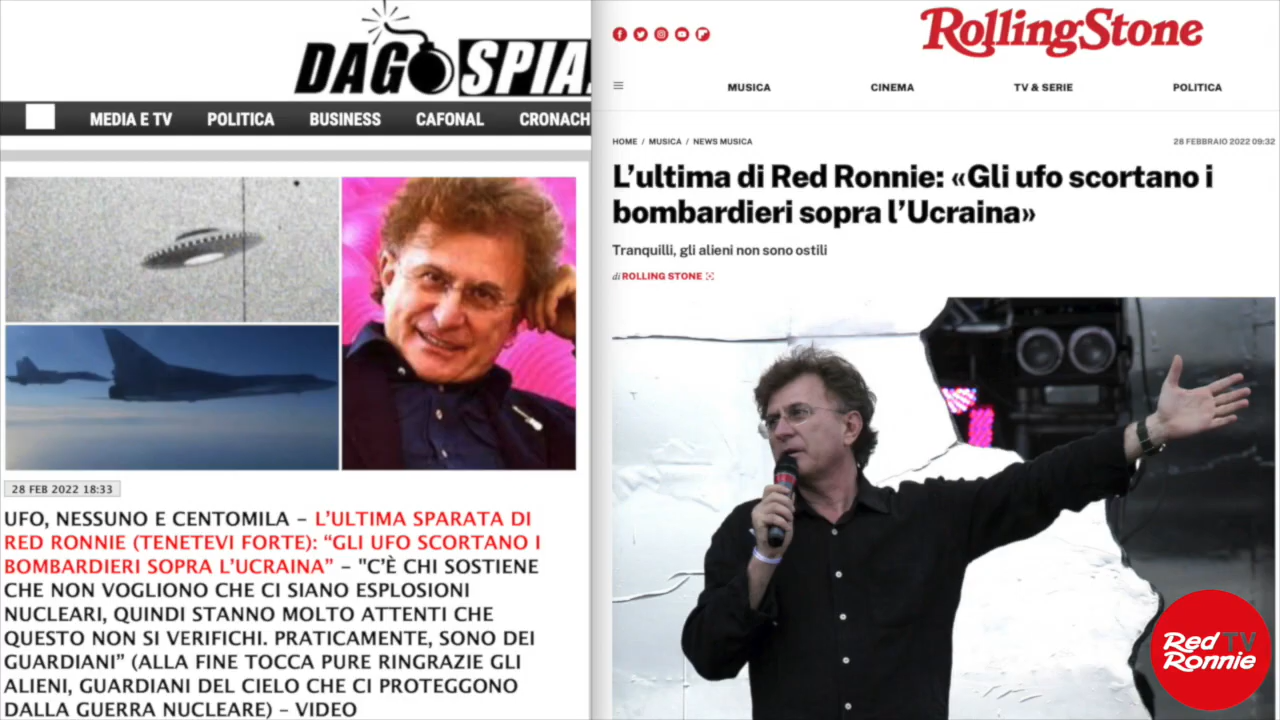 DAGOSPIA
MEDIA E TV POLITICA BUSINESS CAFONAL CRONACH
28 FEB 2022 18:33
UFO, NESSUNO E CENTOMILA – L’ULTIMA SPARATA DI
RED RONNIE (TENETEVI FORTE): “GLI UFO SCORTANO I
BOMBARDIERI SOPRA L’UCRAINA” – "C’È CHI SOSTIENE
CHE NON VOGLIONO CHE CI SIANO ESPLOSIONI
NUCLEARI, QUINDI STANNO MOLTO ATTENTI CHE
QUESTO NON SI VERIFICHI. PRATICAMENTE, SONO DEI
GUARDIANI” (ALLA FINE TOCCA PURE RINGRAZIE GLI
ALIENI, GUARDIANI DEL CIELO CHE CI PROTEGGONO
DALLA GUERRA NUCLEARE) – VIDEO
RollingStone
MUSICA CINEMA TV & SERIE POLITICA
HOME / MUSICA / NEWS MUSICA 28 FEBBRAIO 2022 09:32
L’ultima di Red Ronnie: «Gli ufo scortano i
bombardieri sopra l’Ucraina»
Tranquilli, gli alieni non sono ostili
di ROLLING STONE
Red TV
Ronnie